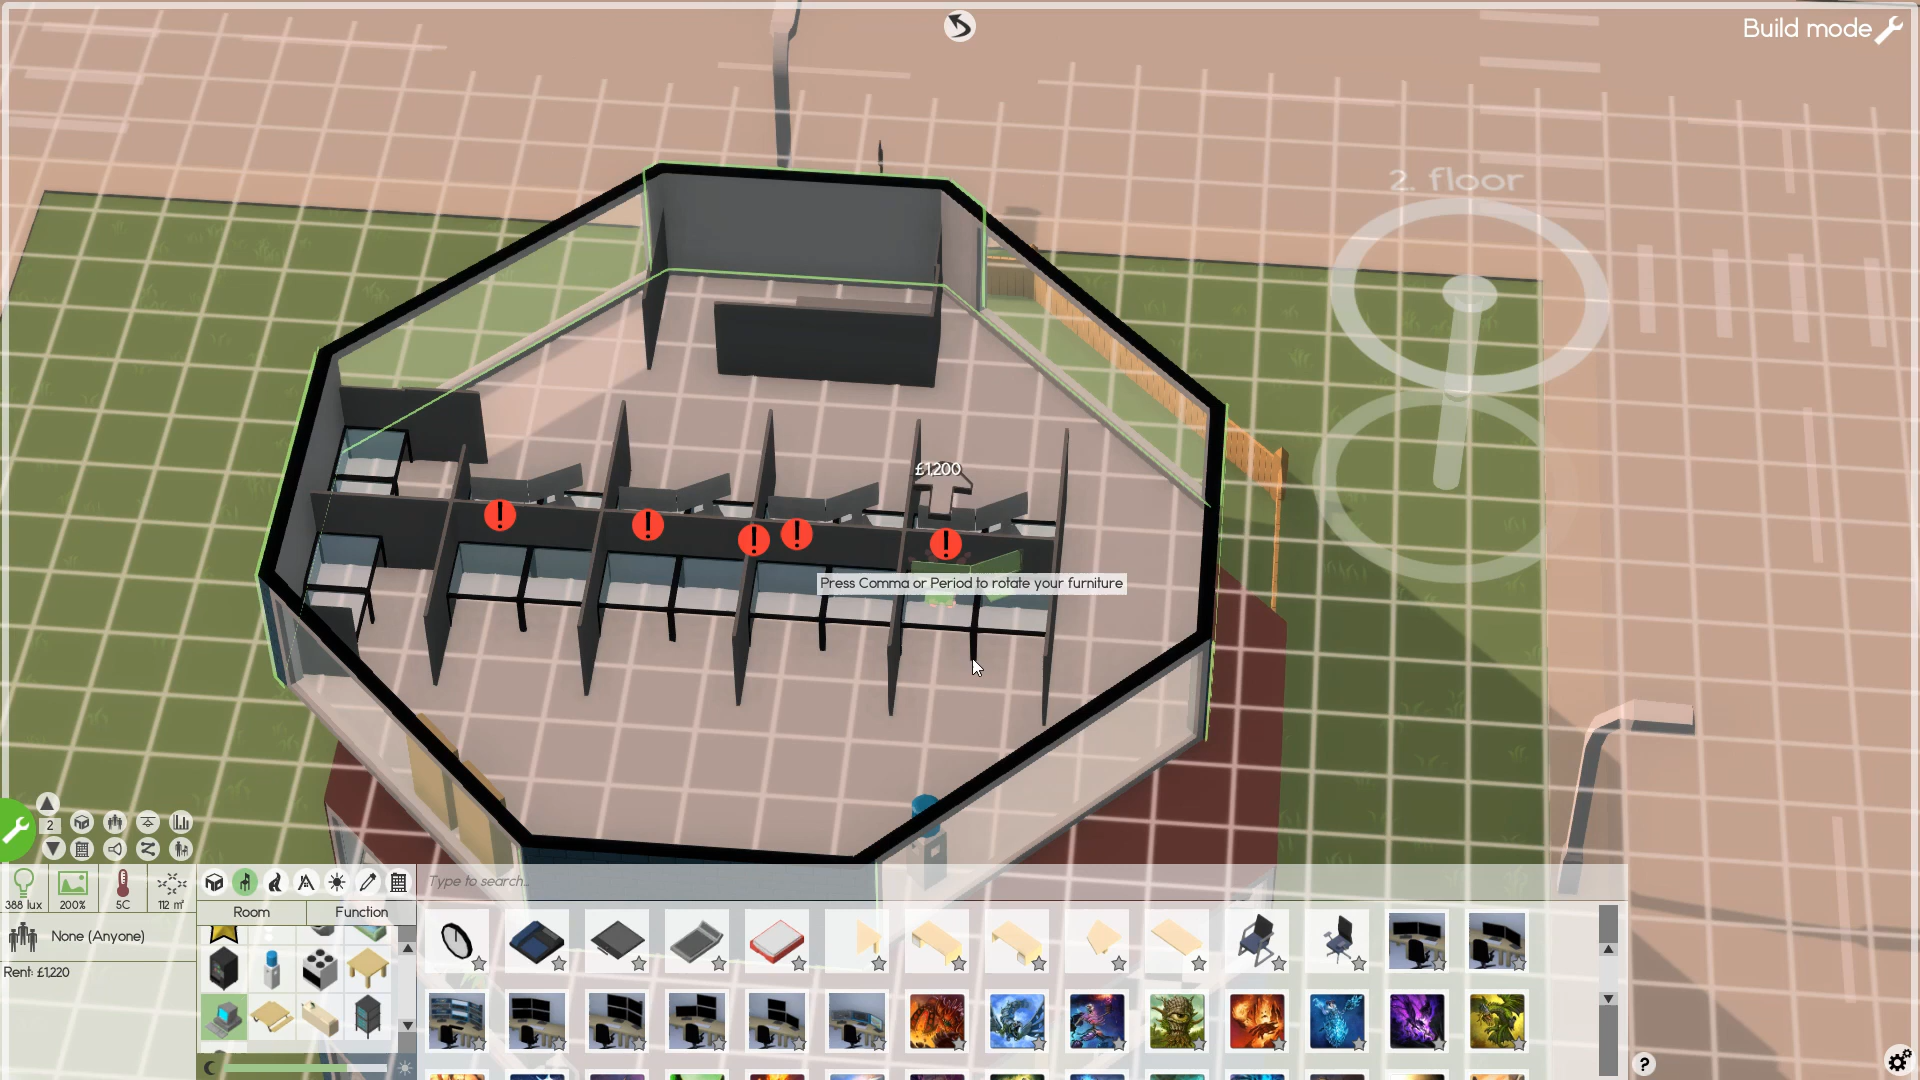 Build mode
2. floor
£1,200
Press Comma or Period to rotate your furniture
2
Type to search...
388 lux
200%
5C
112 m²
Room
Function
None (Anyone)
Rent: £1,220
?